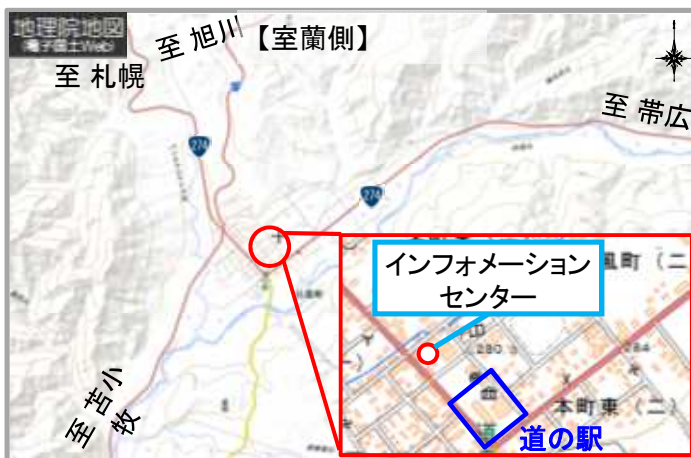 地理院地図
(電子国土Web)
至 旭川
【室蘭側】
至 札幌
至 帯広
274
274
インフォメーション
センター
風町（二
280
284
本町東（二）
道の駅
至 苫小
牧